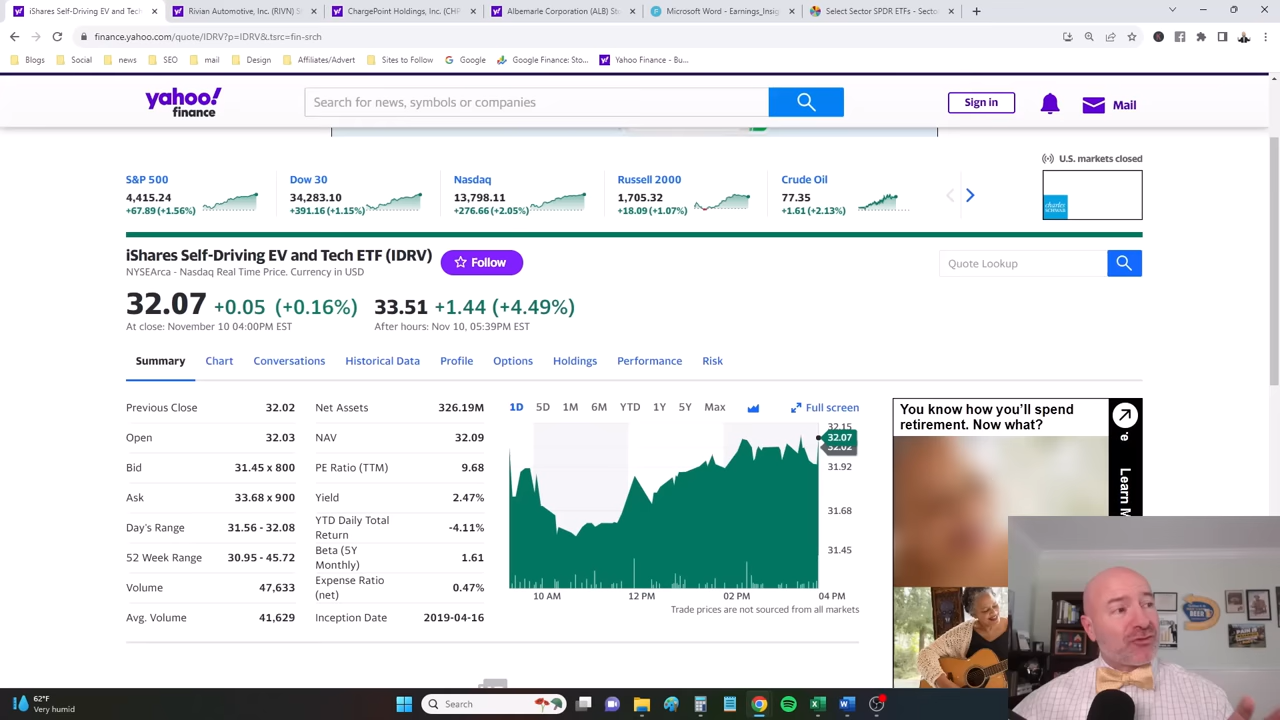 iShares Self-Driving EV and Tech
Rivian Automotive, Inc. (RIVN) S
ChargePoint Holdings, Inc. (CHP
Albemarle Corporation (ALB) St
Microsoft Word - Earnings_Insig
Select Sector SPDR ETFs - Secto
finance.yahoo.com/quote/IDRV?p=IDRV&.tsrc=fin-srch
Blogs
Social
news
SEO
mail
Design
Affiliates/Advert
Sites to Follow
Google
Google Finance: Sto...
Yahoo Finance - Bu...
yahoo!
finance
Search for news, symbols or companies
Sign in
Mail
U.S. markets closed
S&P 500
4,415.24
+67.89 (+1.56%)
Dow 30
34,283.10
+391.16 (+1.15%)
Nasdaq
13,798.11
+276.66 (+2.05%)
Russell 2000
1,705.32
+18.09 (+1.07%)
Crude Oil
77.35
+1.61 (+2.13%)
charles
SCHWAB
iShares Self-Driving EV and Tech ETF (IDRV)
Follow
NYSEArca - Nasdaq Real Time Price. Currency in USD
Quote Lookup
32.07 +0.05 (+0.16%)
At close: November 10 04:00PM EST
33.51 +1.44 (+4.49%)
After hours: Nov 10, 05:39PM EST
Summary
Chart
Conversations
Historical Data
Profile
Options
Holdings
Performance
Risk
Previous Close 32.02
Open 32.03
Bid 31.45 x 800
Ask 33.68 x 900
Day's Range 31.56 - 32.08
52 Week Range 30.95 - 45.72
Volume 47,633
Avg. Volume 41,629
Net Assets 326.19M
NAV 32.09
PE Ratio (TTM) 9.68
Yield 2.47%
YTD Daily Total
Return -4.11%
Beta (5Y
Monthly) 1.61
Expense Ratio
(net) 0.47%
Inception Date 2019-04-16
1D 5D 1M 6M YTD 1Y 5Y Max
Full screen
32.15
32.07
32.02
31.92
31.68
31.45
10 AM
12 PM
02 PM
04 PM
Trade prices are not sourced from all markets
You know how you'll spend
retirement. Now what?
Learn M
62°F
Very humid
Search